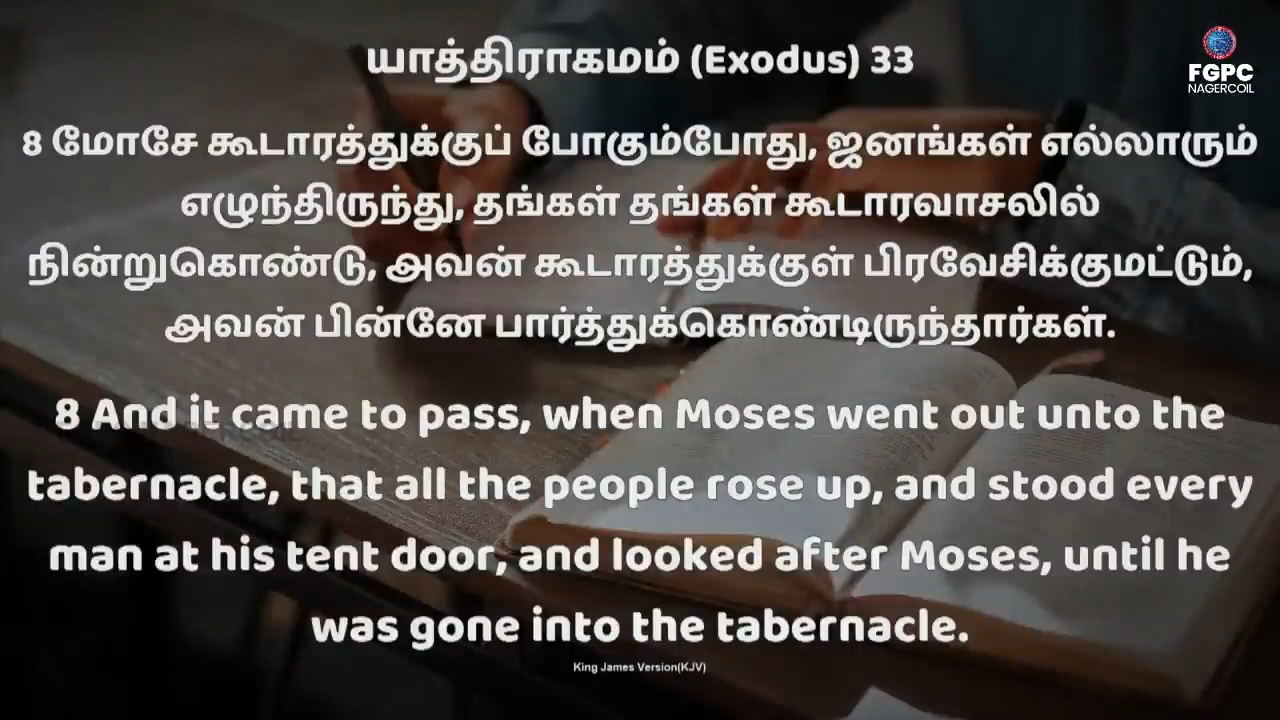 யாத்திராகமம் (Exodus) 33
FGPC
NAGERCOIL
8 மோசே கூடாரத்துக்குப் போகும்போது, ஜனங்கள் எல்லாரும்
எழுந்திருந்து, தங்கள் தங்கள் கூடாரவாசலில்
நின்றுகொண்டு, அவன் கூடாரத்துக்குள் பிரவேசிக்குமட்டும்,
அவன் பின்னே பார்த்துக்கொண்டிருந்தார்கள்.
8 And it came to pass, when Moses went out unto the
tabernacle, that all the people rose up, and stood every
man at his tent door, and looked after Moses, until he
was gone into the tabernacle.
King James Version(KJV)